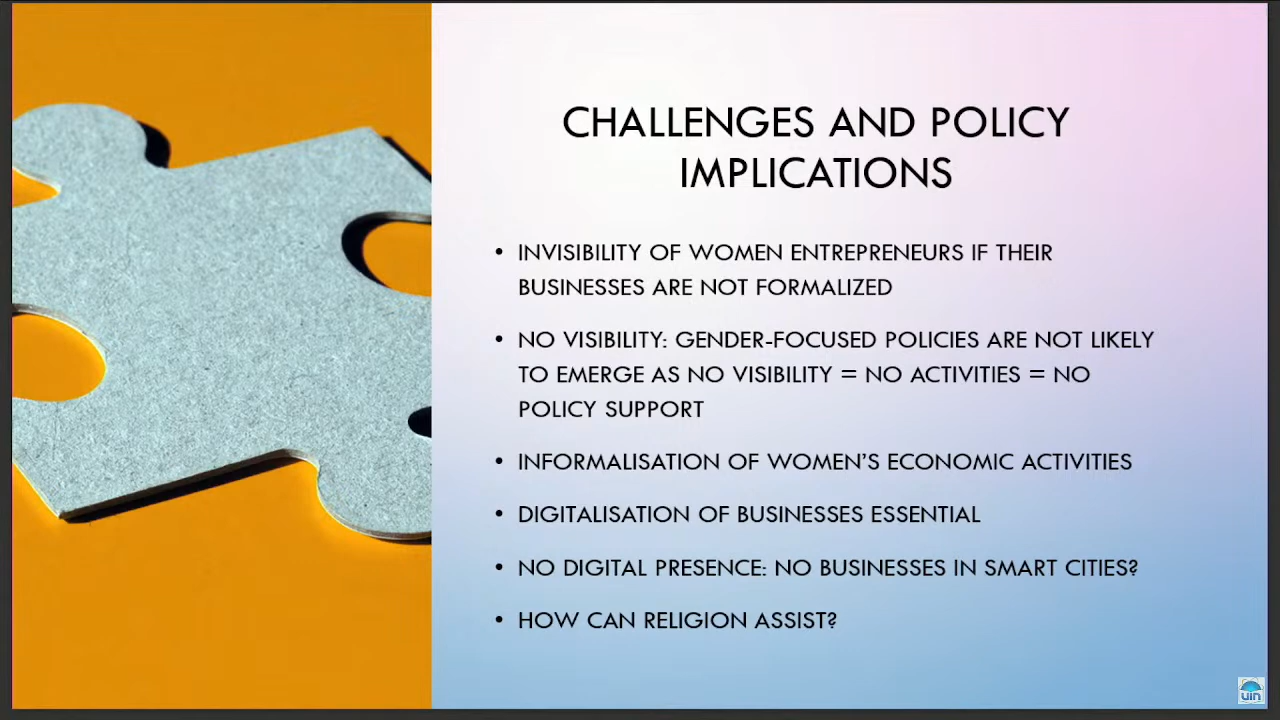 CHALLENGES AND POLICY
IMPLICATIONS
• INVISIBILITY OF WOMEN ENTREPRENEURS IF THEIR
BUSINESSES ARE NOT FORMALIZED
• NO VISIBILITY: GENDER-FOCUSED POLICIES ARE NOT LIKELY
TO EMERGE AS NO VISIBILITY = NO ACTIVITIES = NO
POLICY SUPPORT
• INFORMALISATION OF WOMEN’S ECONOMIC ACTIVITIES
• DIGITALISATION OF BUSINESSES ESSENTIAL
• NO DIGITAL PRESENCE: NO BUSINESSES IN SMART CITIES?
• HOW CAN RELIGION ASSIST?
uin